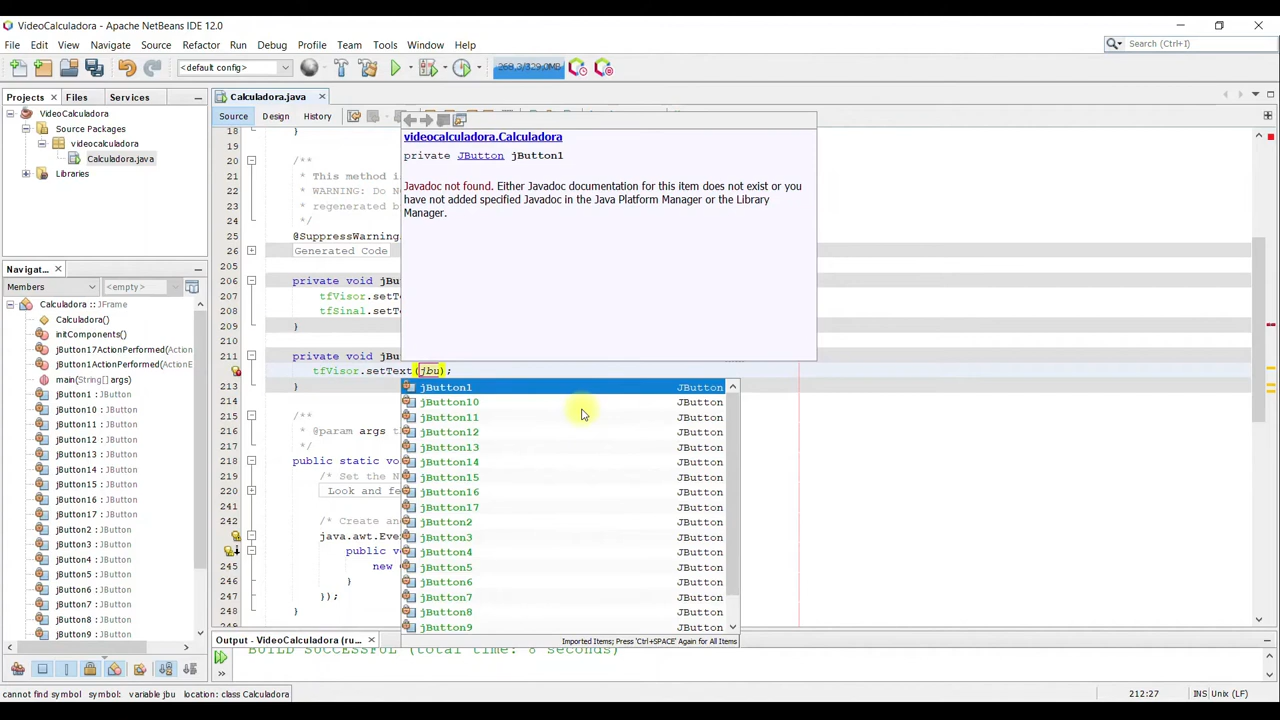 VideoCalculadora - Apache NetBeans IDE 12.0
File Edit View Navigate Source Refactor Run Debug Profile Team Tools Window Help
Search (Ctrl+I)
<default config>
268,3/329,0MB
Projects
Files
Services
VideoCalculadora
Source Packages
videocalculadora
Calculadora.java
Libraries
Navigat...
Members
<empty>
Calculadora :: JFrame
Calculadora()
initComponents()
jButton17ActionPerformed(Action
jButton1ActionPerformed(ActionE
main(String[] args)
jButton1 : JButton
jButton10 : JButton
jButton11 : JButton
jButton12 : JButton
jButton13 : JButton
jButton14 : JButton
jButton15 : JButton
jButton16 : JButton
jButton17 : JButton
jButton2 : JButton
jButton3 : JButton
jButton4 : JButton
jButton5 : JButton
jButton6 : JButton
jButton7 : JButton
jButton8 : JButton
jButton9 : JButton
Calculadora.java
Source Design History
18 }
19
20 /**
21 * This method i
22 * WARNING: Do N
23 * regenerated b
24 */
25 @SuppressWarning
26 Generated Code
205
206 private void jBu
207 tfVisor.setT
208 tfSinal.setT
209 }
210
211 private void jBu
tfVisor.setText(jbu);
213 }
214
215 /**
216 * @param args t
217 */
218 public static vo
219 /* Set the N
220 Look and fe
241
242 /* Create an
java.awt.Eve
public v
245 new
246 }
247 });
248 }
249
videocalculadora.Calculadora
private JButton jButton1
Javadoc not found. Either Javadoc documentation for this item does not exist or you
have not added specified Javadoc in the Java Platform Manager or the Library
Manager.
jButton1 JButton
jButton10 JButton
jButton11 JButton
jButton12 JButton
jButton13 JButton
jButton14 JButton
jButton15 JButton
jButton16 JButton
jButton17 JButton
jButton2 JButton
jButton3 JButton
jButton4 JButton
jButton5 JButton
jButton6 JButton
jButton7 JButton
jButton8 JButton
jButton9 JButton
Imported Items; Press 'Ctrl+SPACE' Again for All Items
Output - VideoCalculadora (ru...
BUILD SUCCESSFUL (total time: 8 seconds)
cannot find symbol symbol: variable jbu location: class Calculadora
212:27
INS Unix (LF)